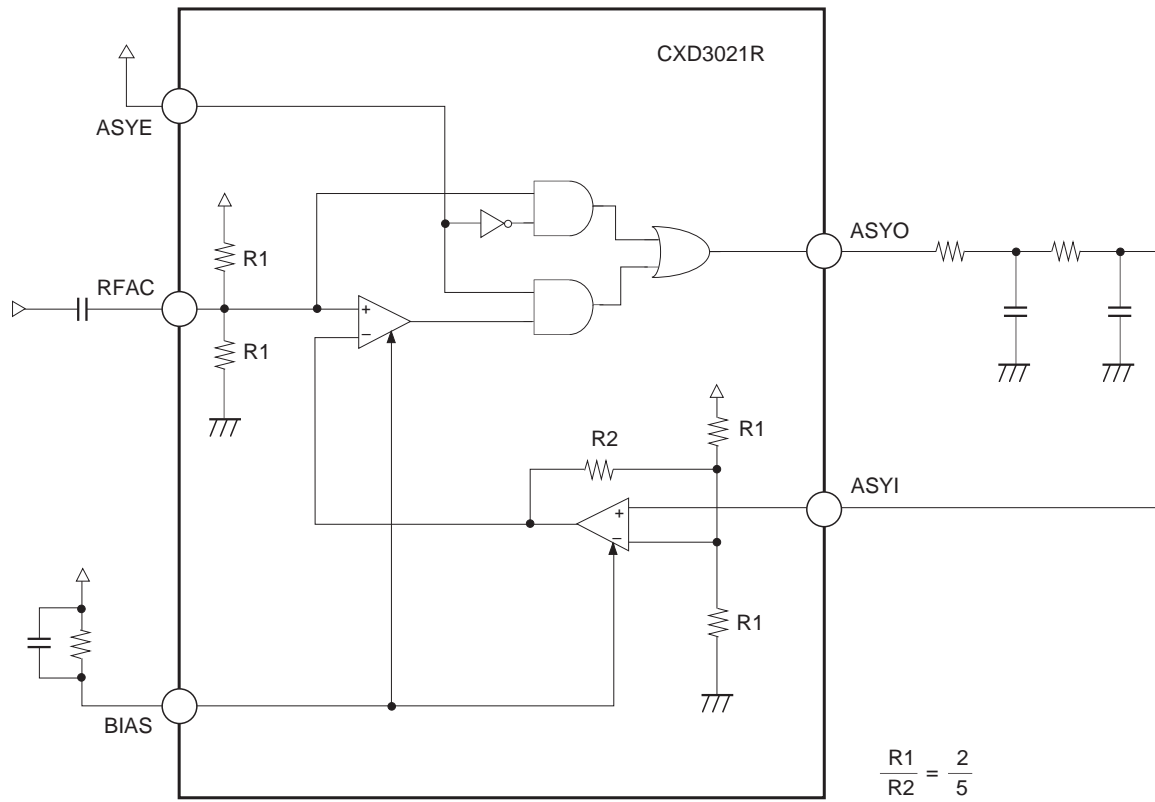 CXD3021R
ASYE
R1
RFAC
+
−
R1
ASYO
R1
R2
ASYI
+
−
R1
BIAS
R1
R2
=
2
5